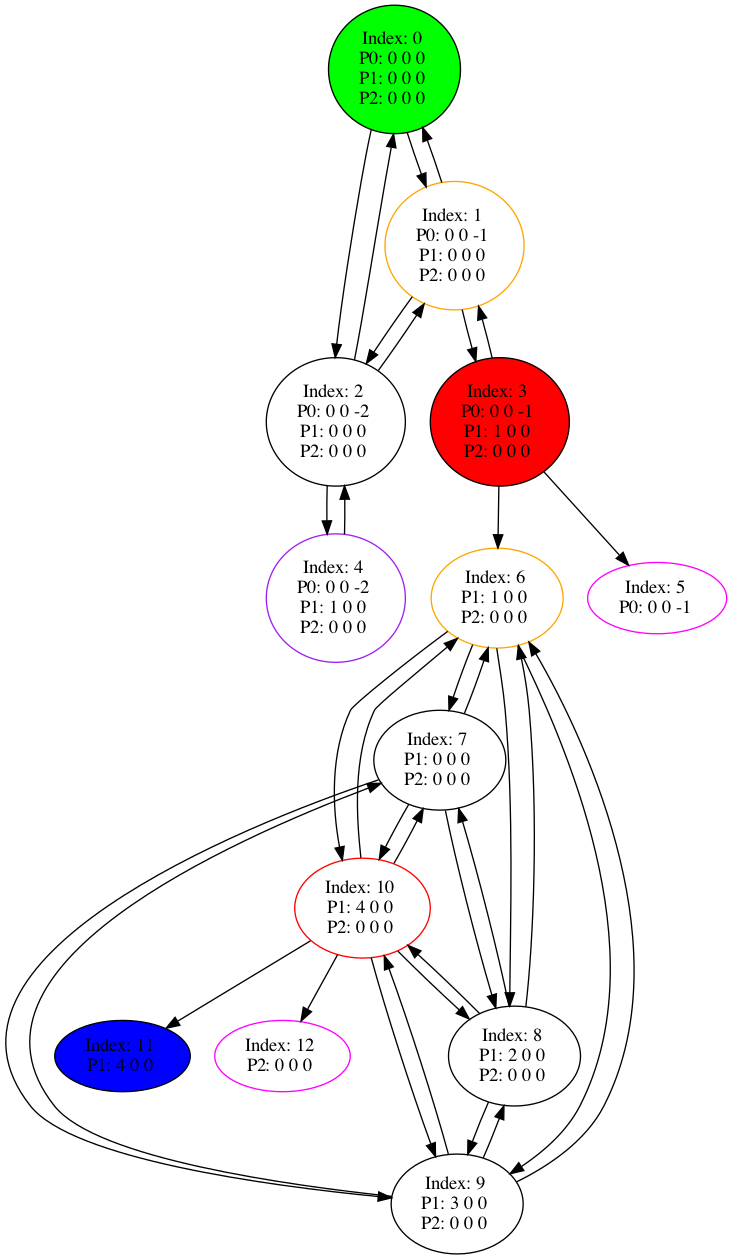 Index: 0
P0: 0 0 0
P1: 0 0 0
P2: 0 0 0
Index: 1
P0: 0 0 -1
P1: 0 0 0
P2: 0 0 0
Index: 2
P0: 0 0 -2
P1: 0 0 0
P2: 0 0 0
Index: 3
P0: 0 0 -1
P1: 1 0 0
P2: 0 0 0
Index: 4
P0: 0 0 -2
P1: 1 0 0
P2: 0 0 0
Index: 6
P1: 1 0 0
P2: 0 0 0
Index: 5
P0: 0 0 -1
Index: 7
P1: 0 0 0
P2: 0 0 0
Index: 10
P1: 4 0 0
P2: 0 0 0
Index: 11
P1: 4 0 0
Index: 12
P2: 0 0 0
Index: 8
P1: 2 0 0
P2: 0 0 0
Index: 9
P1: 3 0 0
P2: 0 0 0